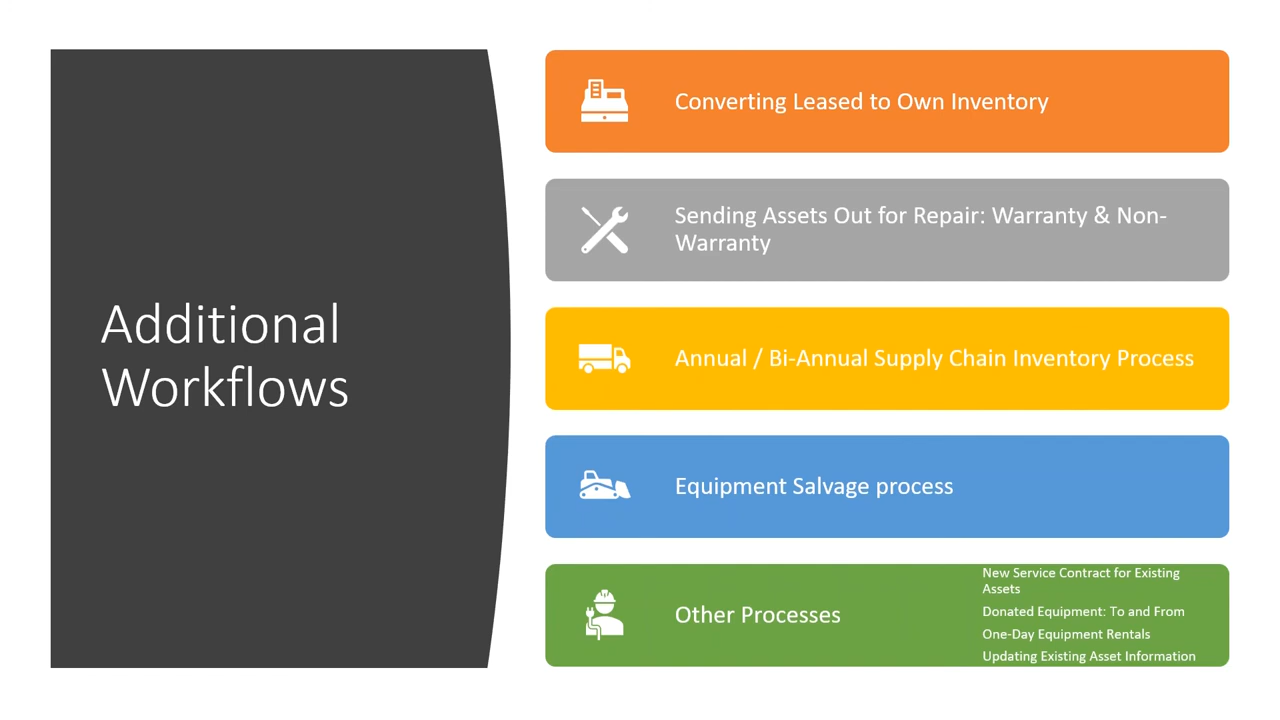 Additional
Workflows
Converting Leased to Own Inventory
Sending Assets Out for Repair: Warranty & Non-
Warranty
Annual / Bi-Annual Supply Chain Inventory Process
Equipment Salvage process
Other Processes
New Service Contract for Existing
Assets
Donated Equipment: To and From
One-Day Equipment Rentals
Updating Existing Asset Information